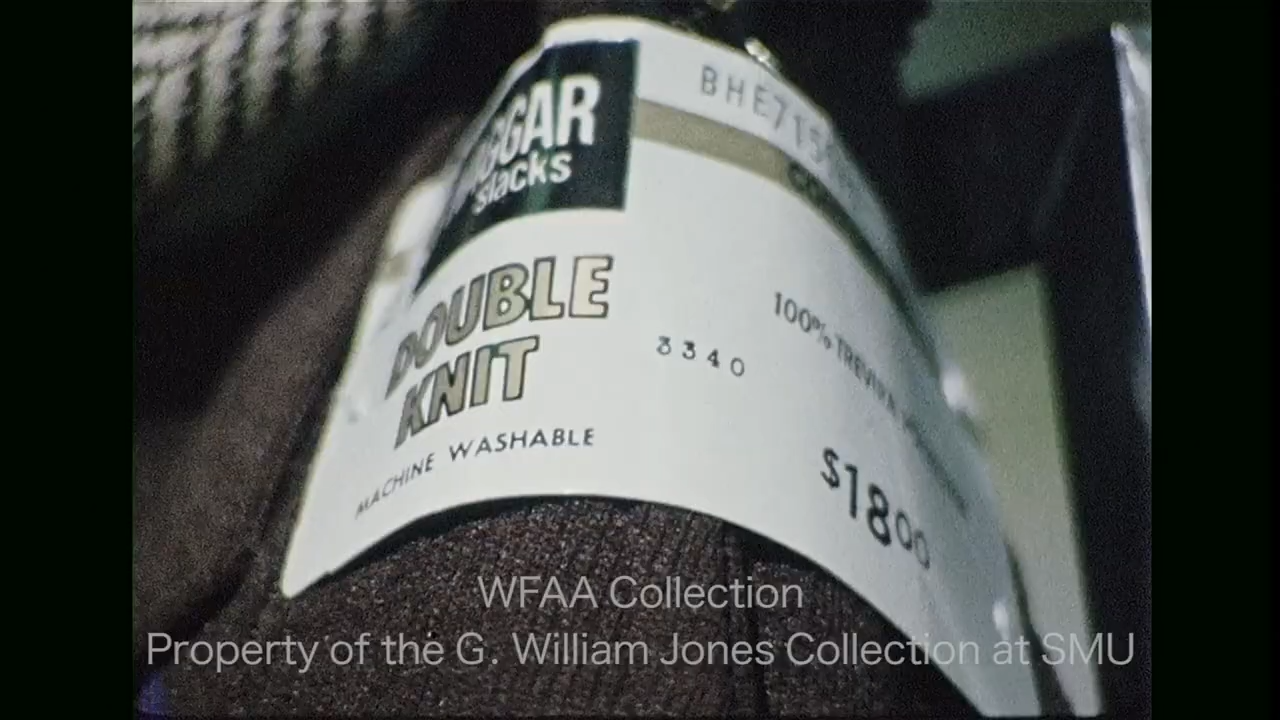 GGAR
slacks
DOUBLE
KNIT
MACHINE WASHABLE
BHE715
3340
100% TREVIRA
$18.00
WFAA Collection
Property of the G. William Jones Collection at SMU